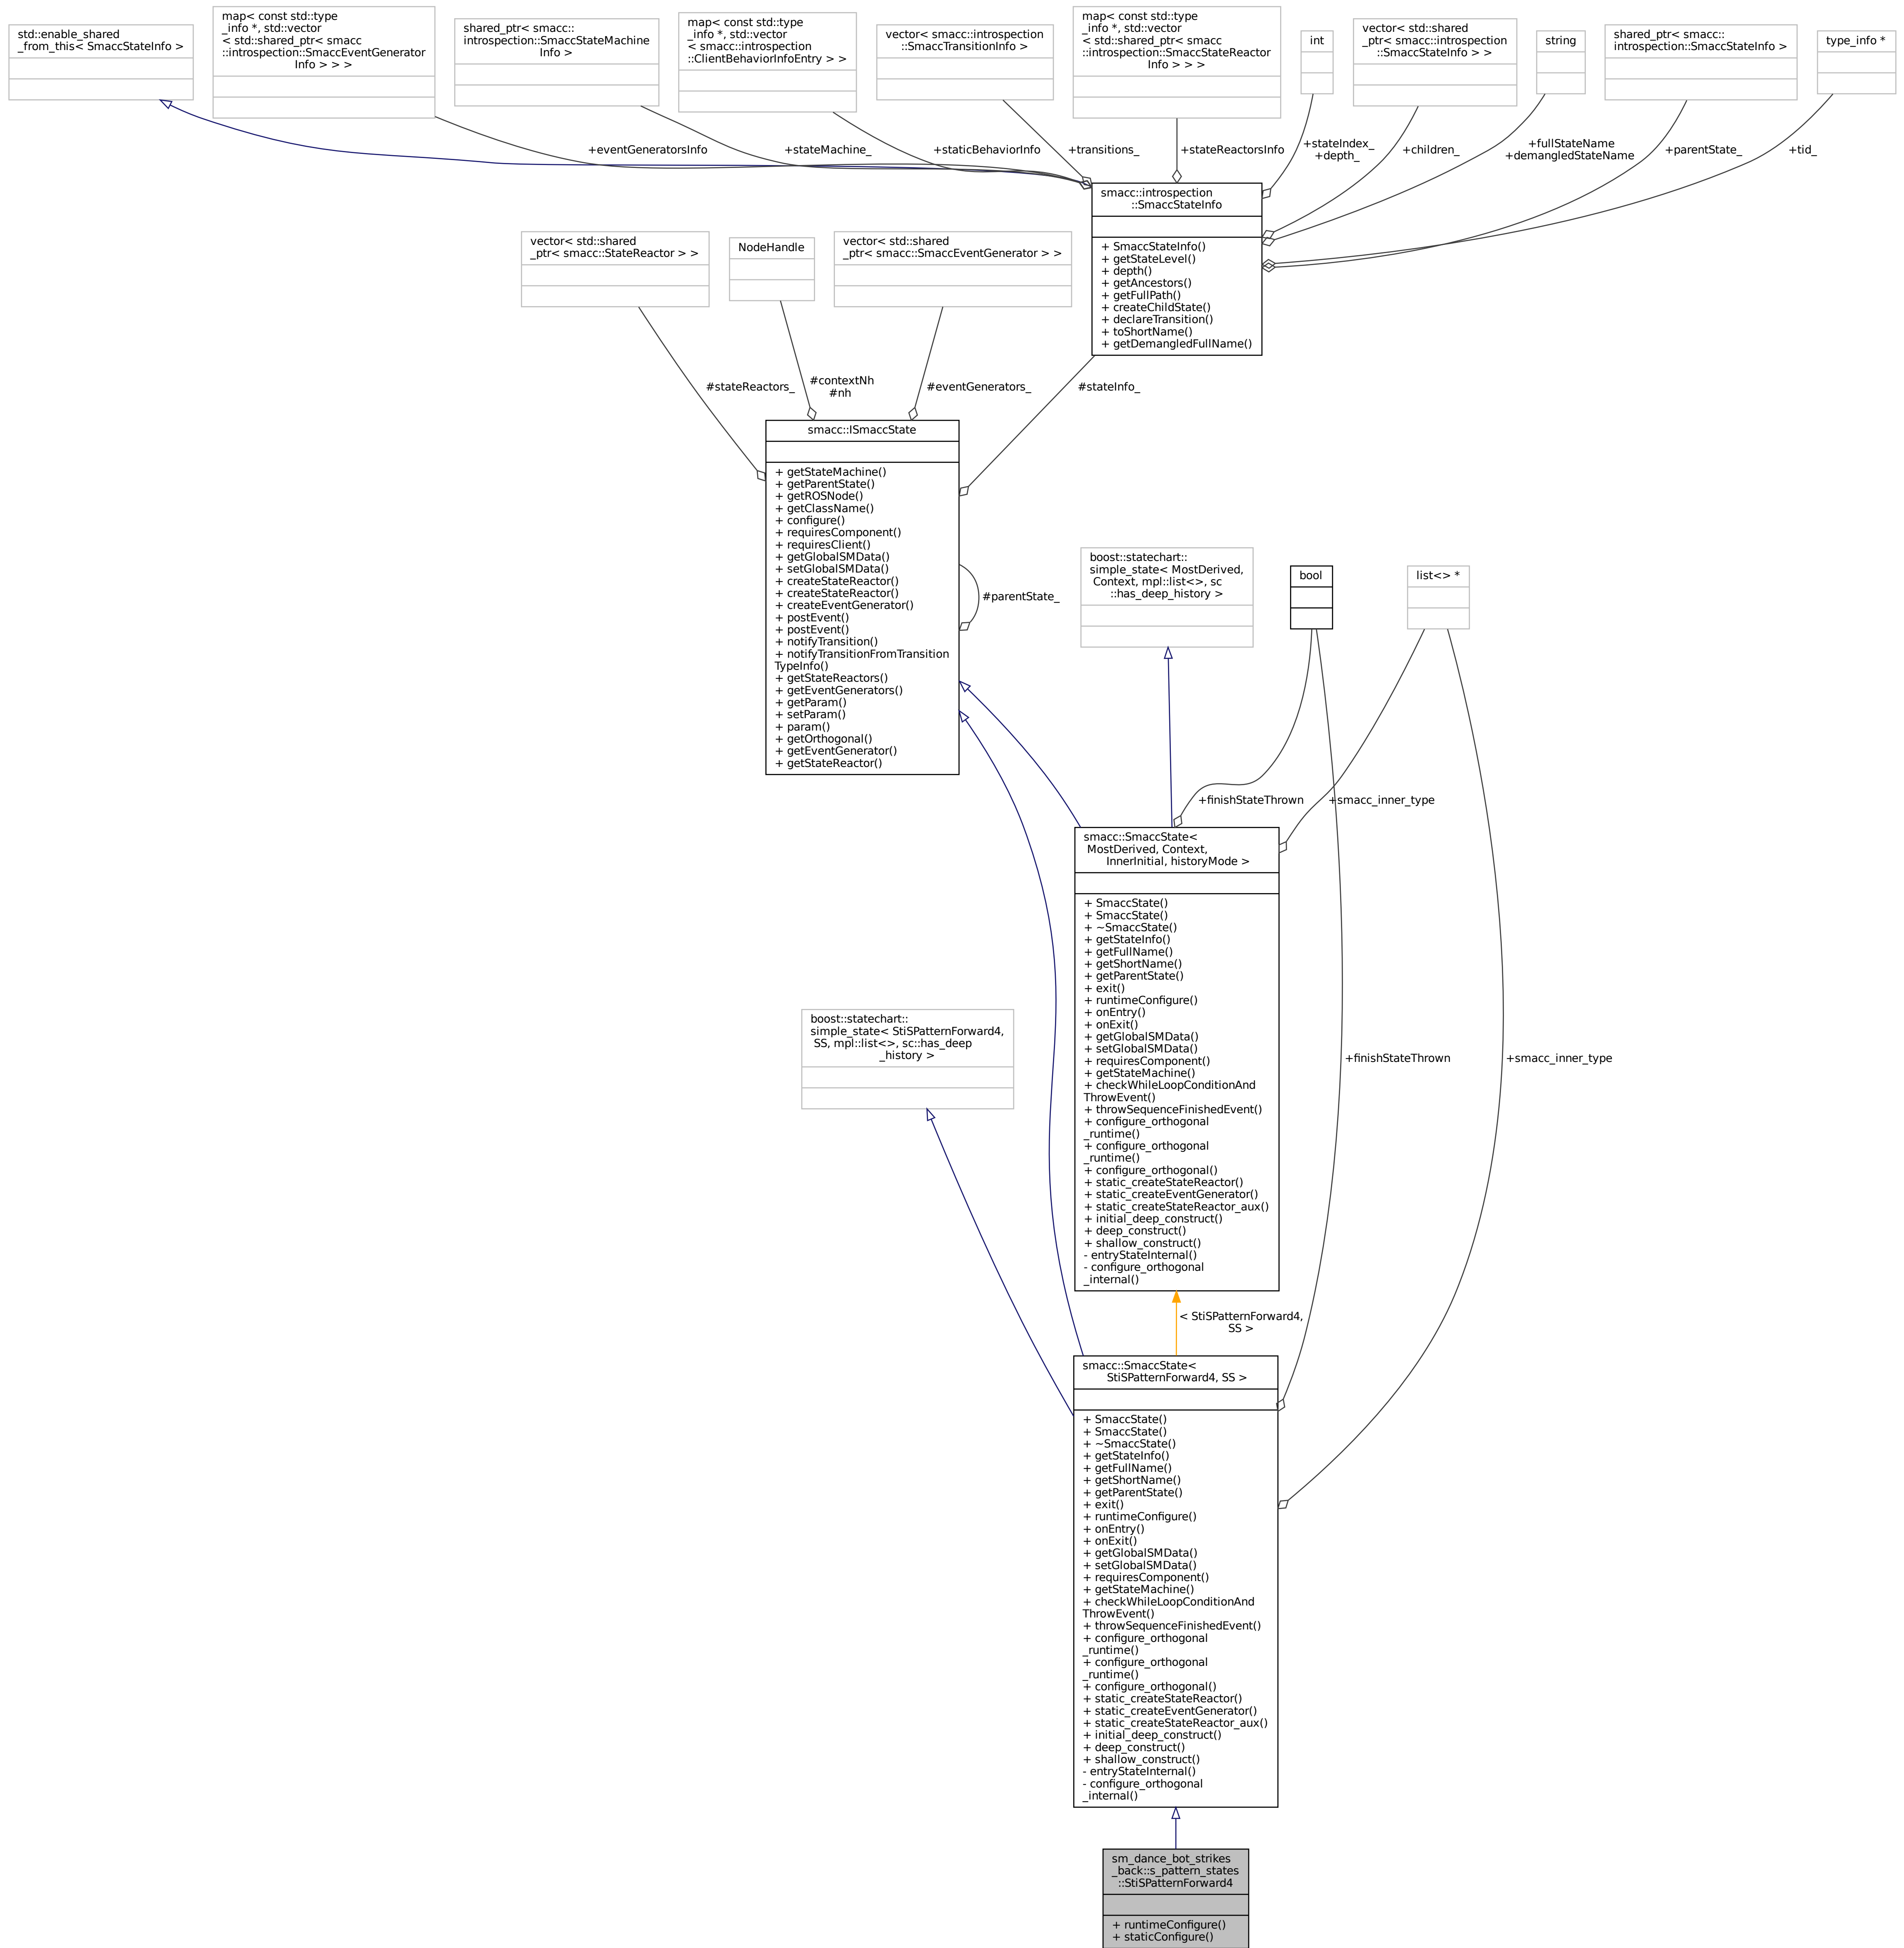 std::enable_shared
_from_this< SmaccStateInfo >
map< const std::type
_info *, std::vector
< std::shared_ptr< smacc
::introspection::SmaccEventGenerator
Info > > >
shared_ptr< smacc::
introspection::SmaccStateMachine
Info >
map< const std::type
_info *, std::vector
< smacc::introspection
::ClientBehaviorInfoEntry > >
vector< smacc::introspection
::SmaccTransitionInfo >
map< const std::type
_info *, std::vector
< std::shared_ptr< smacc
::introspection::SmaccStateReactor
Info > > >
int
vector< std::shared
_ptr< smacc::introspection
::SmaccStateInfo > >
string
shared_ptr< smacc::
introspection::SmaccStateInfo >
type_info *
+eventGeneratorsInfo
+stateMachine_
+staticBehaviorInfo
+transitions_
+stateReactorsInfo
+stateIndex_
+depth_
+children_
+fullStateName
+demangledStateName
+parentState_
+tid_
smacc::introspection
::SmaccStateInfo
+ SmaccStateInfo()
+ getStateLevel()
+ depth()
+ getAncestors()
+ getFullPath()
+ createChildState()
+ declareTransition()
+ toShortName()
+ getDemangledFullName()
vector< std::shared
_ptr< smacc::StateReactor > >
NodeHandle
vector< std::shared
_ptr< smacc::SmaccEventGenerator > >
#stateReactors_
#contextNh
#nh
#eventGenerators_
#stateInfo_
smacc::ISmaccState
+ getStateMachine()
+ getParentState()
+ getROSNode()
+ getClassName()
+ configure()
+ requiresComponent()
+ requiresClient()
+ getGlobalSMData()
+ setGlobalSMData()
+ createStateReactor()
+ createStateReactor()
+ createEventGenerator()
+ postEvent()
+ postEvent()
+ notifyTransition()
+ notifyTransitionFromTransition
TypeInfo()
+ getStateReactors()
+ getEventGenerators()
+ getParam()
+ setParam()
+ param()
+ getOrthogonal()
+ getEventGenerator()
+ getStateReactor()
#parentState_
boost::statechart::
simple_state< MostDerived,
Context, mpl::list<>, sc
::has_deep_history >
bool
list<> *
+finishStateThrown
+smacc_inner_type
smacc::SmaccState<
MostDerived, Context,
InnerInitial, historyMode >
+ SmaccState()
+ SmaccState()
+ ~SmaccState()
+ getStateInfo()
+ getFullName()
+ getShortName()
+ getParentState()
+ exit()
+ runtimeConfigure()
+ onEntry()
+ onExit()
+ getGlobalSMData()
+ setGlobalSMData()
+ requiresComponent()
+ getStateMachine()
+ checkWhileLoopConditionAnd
ThrowEvent()
+ throwSequenceFinishedEvent()
+ configure_orthogonal
_runtime()
+ configure_orthogonal
_runtime()
+ configure_orthogonal()
+ static_createStateReactor()
+ static_createEventGenerator()
+ static_createStateReactor_aux()
+ initial_deep_construct()
+ deep_construct()
+ shallow_construct()
- entryStateInternal()
- configure_orthogonal
_internal()
boost::statechart::
simple_state< StiSPatternForward4,
SS, mpl::list<>, sc::has_deep
_history >
+finishStateThrown
+smacc_inner_type
< StiSPatternForward4,
SS >
smacc::SmaccState<
StiSPatternForward4, SS >
+ SmaccState()
+ SmaccState()
+ ~SmaccState()
+ getStateInfo()
+ getFullName()
+ getShortName()
+ getParentState()
+ exit()
+ runtimeConfigure()
+ onEntry()
+ onExit()
+ getGlobalSMData()
+ setGlobalSMData()
+ requiresComponent()
+ getStateMachine()
+ checkWhileLoopConditionAnd
ThrowEvent()
+ throwSequenceFinishedEvent()
+ configure_orthogonal
_runtime()
+ configure_orthogonal
_runtime()
+ configure_orthogonal()
+ static_createStateReactor()
+ static_createEventGenerator()
+ static_createStateReactor_aux()
+ initial_deep_construct()
+ deep_construct()
+ shallow_construct()
- entryStateInternal()
- configure_orthogonal
_internal()
sm_dance_bot_strikes
_back::s_pattern_states
::StiSPatternForward4
+ runtimeConfigure()
+ staticConfigure()